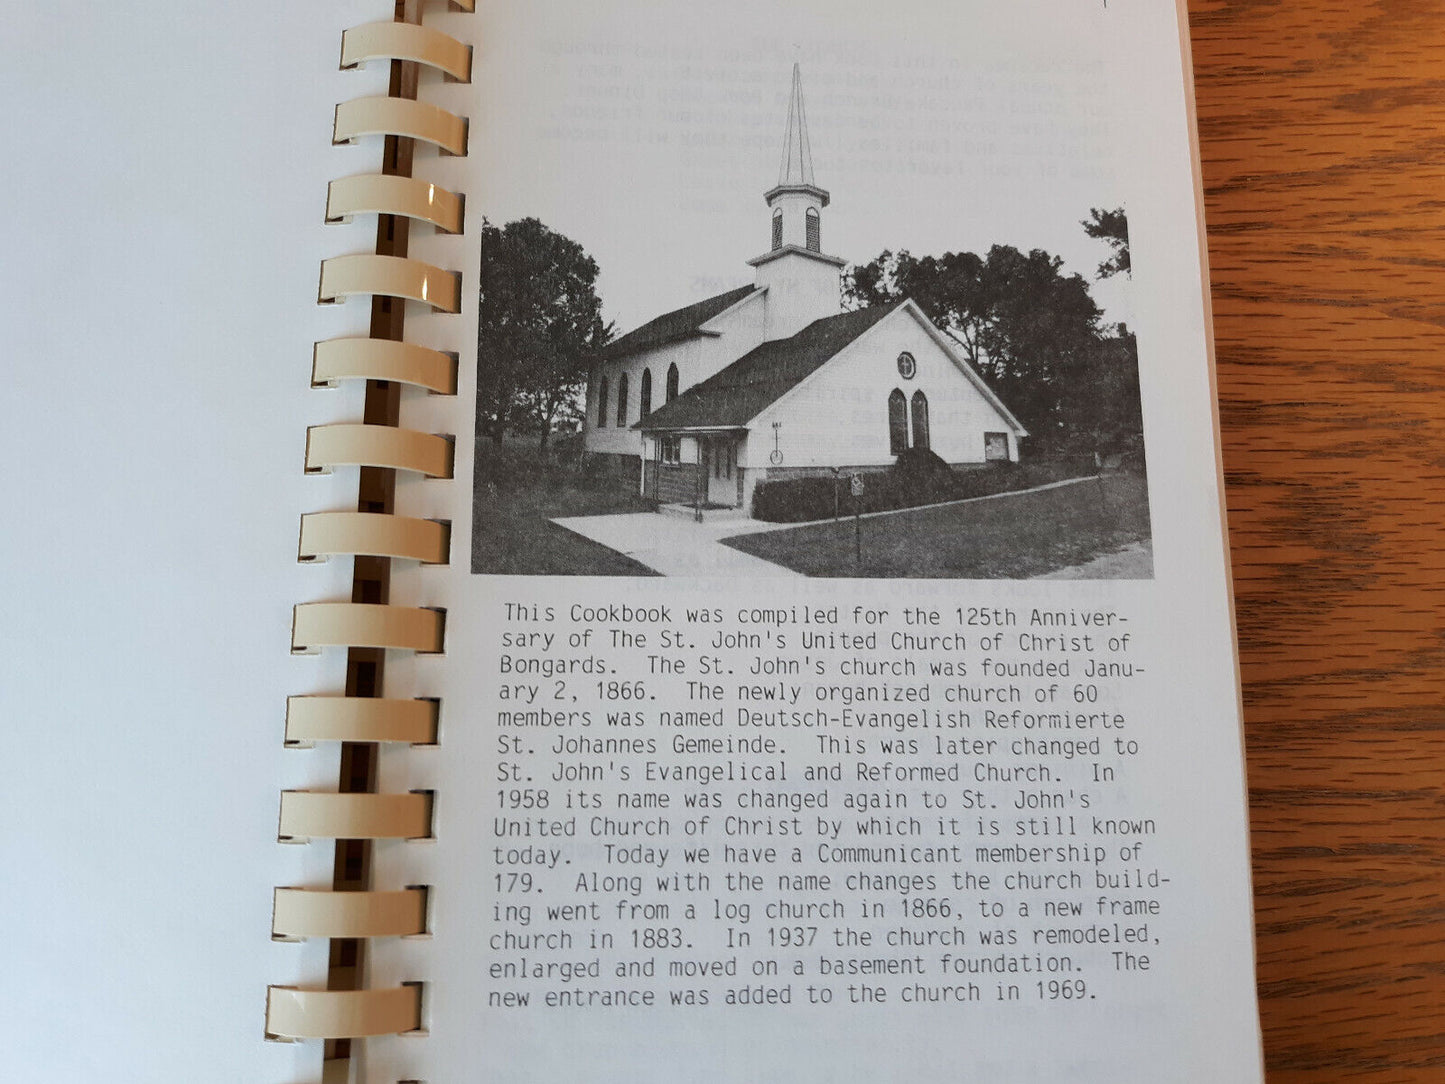 This Cookbook was compiled for the 125th Anniver-
sary of The St. John's United Church of Christ of
Bongards.  The St. John's church was founded Janu-
ary 2, 1866.  The newly organized church of 60
members was named Deutsch-Evangelish Reformierte
St. Johannes Gemeinde.  This was later changed to
St. John's Evangelical and Reformed Church.  In
1958 its name was changed again to St. John's
United Church of Christ by which it is still known
today.  Today we have a Communicant membership of
179.  Along with the name changes the church build-
ing went from a log church in 1866, to a new frame
church in 1883.  In 1937 the church was remodeled,
enlarged and moved on a basement foundation.  The
new entrance was added to the church in 1969.